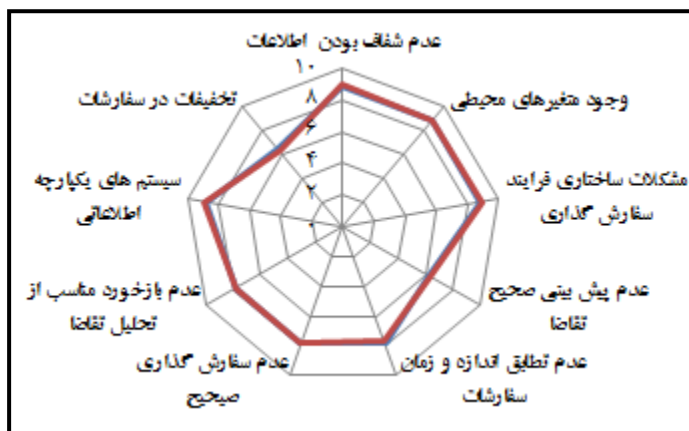 عدم شفاف بودن اطلاعات
۱۰
۸
۶
۴
۲
۰
وجود متغیرهای محیطی
مشکلات ساختاری فرایند
سفارش گذاری
عدم پیش بینی صحیح
تقاضا
عدم تطابق اندازه و زمان
سفارشات
عدم سفارش گذاری
صیحیح
عدم بازخورد مناسب از
تحلیل تقاضا
سیستم های یکپارچه
اطلاعاتی
تخفیفات در سفارشات